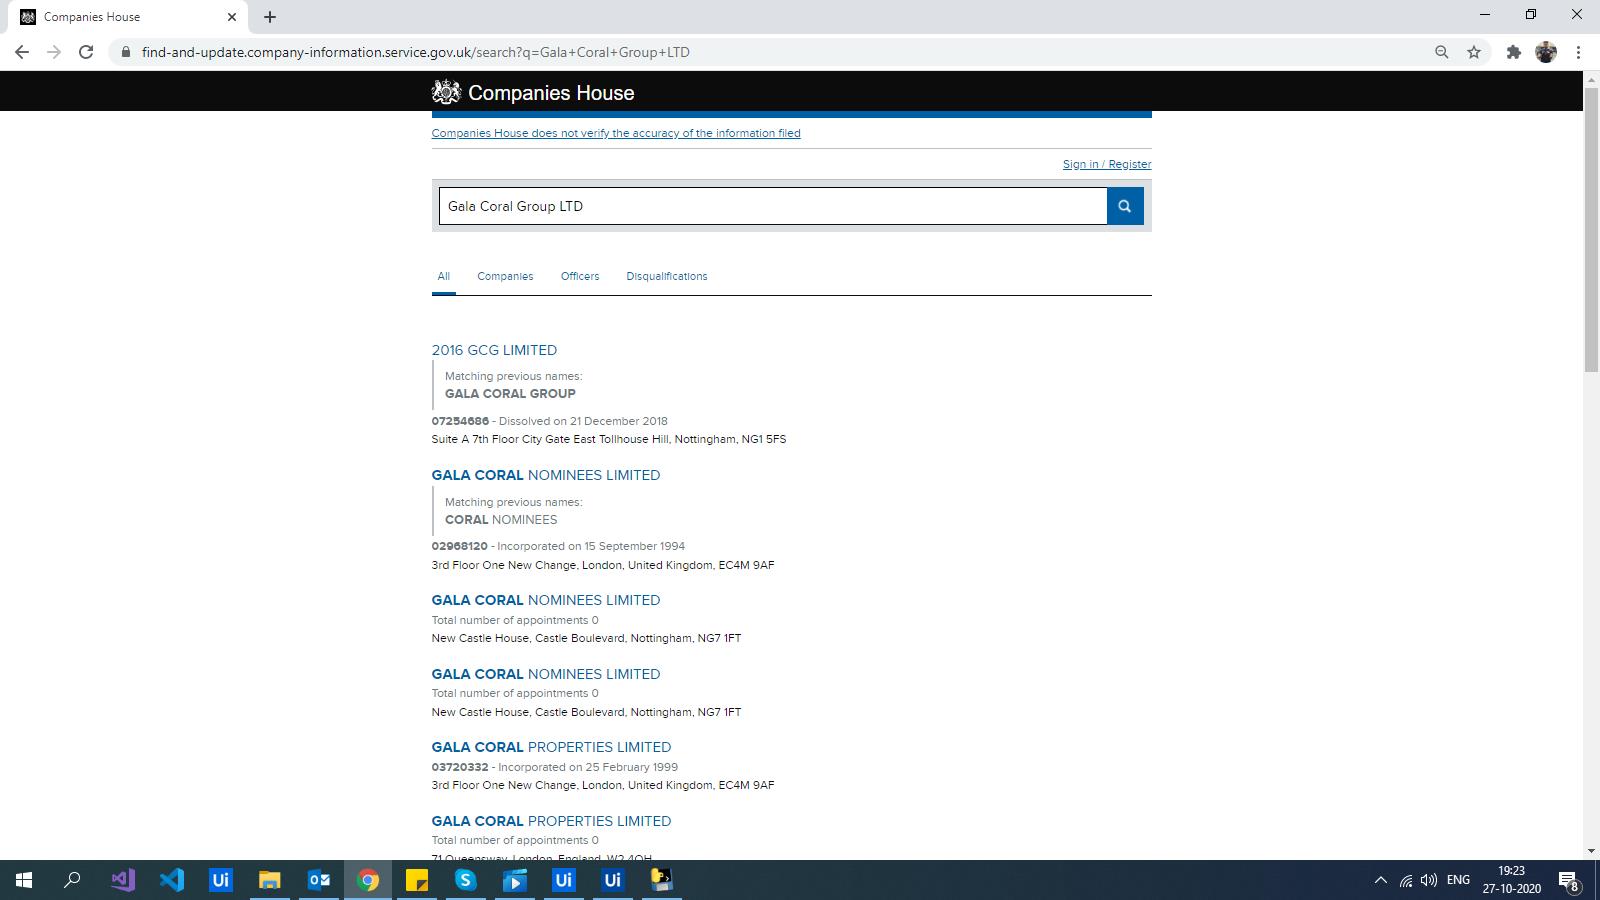 Companies House
find-and-update.company-information.service.gov.uk/search?q=Gala+Coral+Group+LTD
Companies House
Companies House does not verify the accuracy of the information filed
Sign in / Register
Gala Coral Group LTD
All Companies Officers Disqualifications
2016 GCG LIMITED
Matching previous names:
GALA CORAL GROUP
07254686 - Dissolved on 21 December 2018
Suite A 7th Floor City Gate East Tollhouse Hill, Nottingham, NG1 5FS
GALA CORAL NOMINEES LIMITED
Matching previous names:
CORAL NOMINEES
02968120 - Incorporated on 15 September 1994
3rd Floor One New Change, London, United Kingdom, EC4M 9AF
GALA CORAL NOMINEES LIMITED
Total number of appointments 0
New Castle House, Castle Boulevard, Nottingham, NG7 1FT
GALA CORAL NOMINEES LIMITED
Total number of appointments 0
New Castle House, Castle Boulevard, Nottingham, NG7 1FT
GALA CORAL PROPERTIES LIMITED
03720332 - Incorporated on 25 February 1999
3rd Floor One New Change, London, United Kingdom, EC4M 9AF
GALA CORAL PROPERTIES LIMITED
Total number of appointments 0
71 Queensway, London, England, W2 4QH
Ui Ui Ui
ENG
19:23
27-10-2020
8